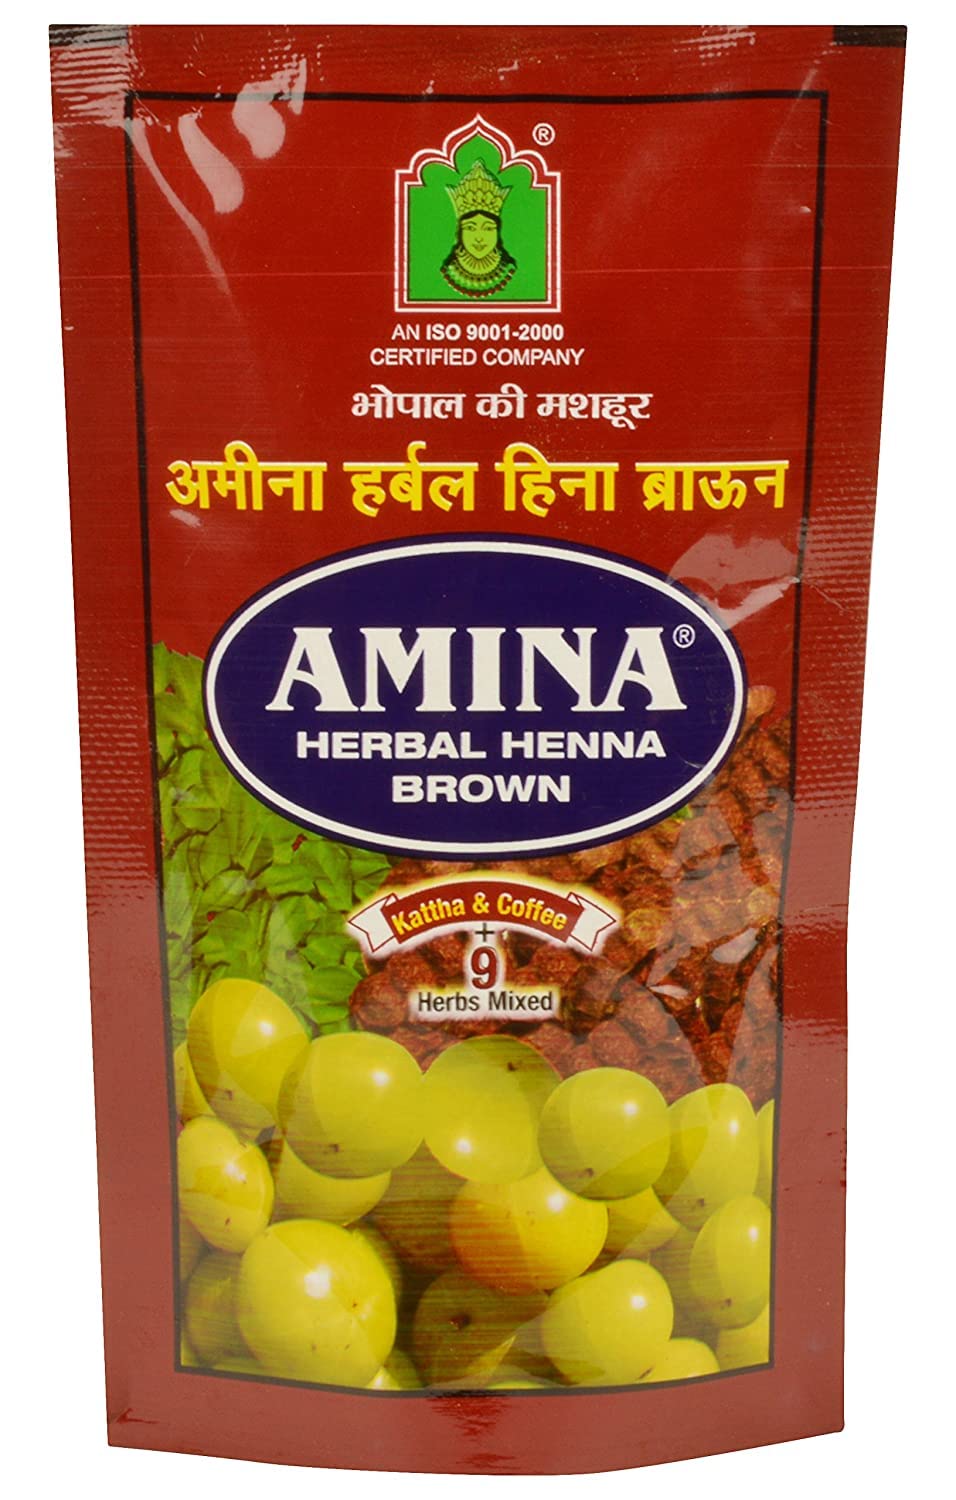 ®
AN ISO 9001-2000
CERTIFIED COMPANY
भोपाल की मशहूर
अमीना हर्बल हिना ब्राऊन
AMINA®
HERBAL HENNA
BROWN
Kattha & Coffee
+
9
Herbs Mixed